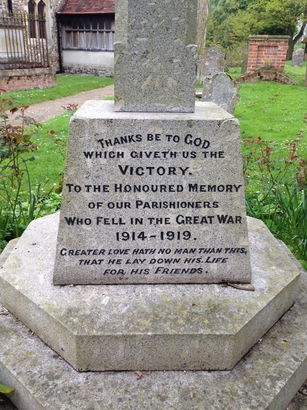 THANKS BE TO GOD
WHICH GIVETH US THE
VICTORY.
TO THE HONOURED MEMORY
OF OUR PARISHIONERS
WHO FELL IN THE GREAT WAR
1914-1919.
GREATER LOVE HATH NO MAN THAN THIS,
THAT HE LAY DOWN HIS LIFE
FOR HIS FRIENDS.